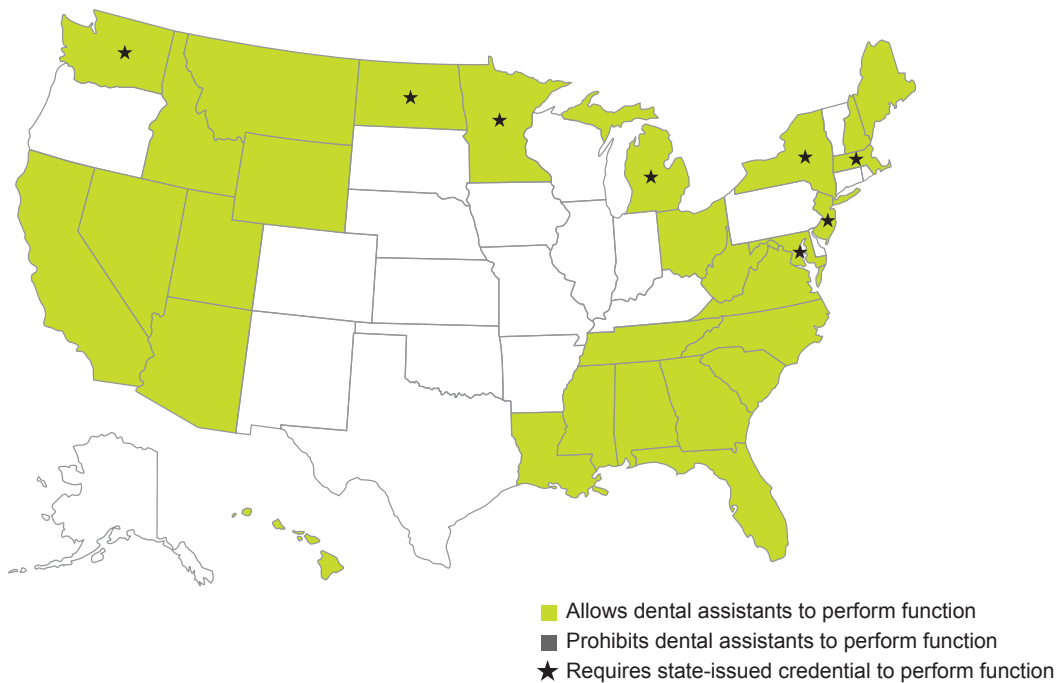 Allows dental assistants to perform function
Prohibits dental assistants to perform function
Requires state-issued credential to perform function